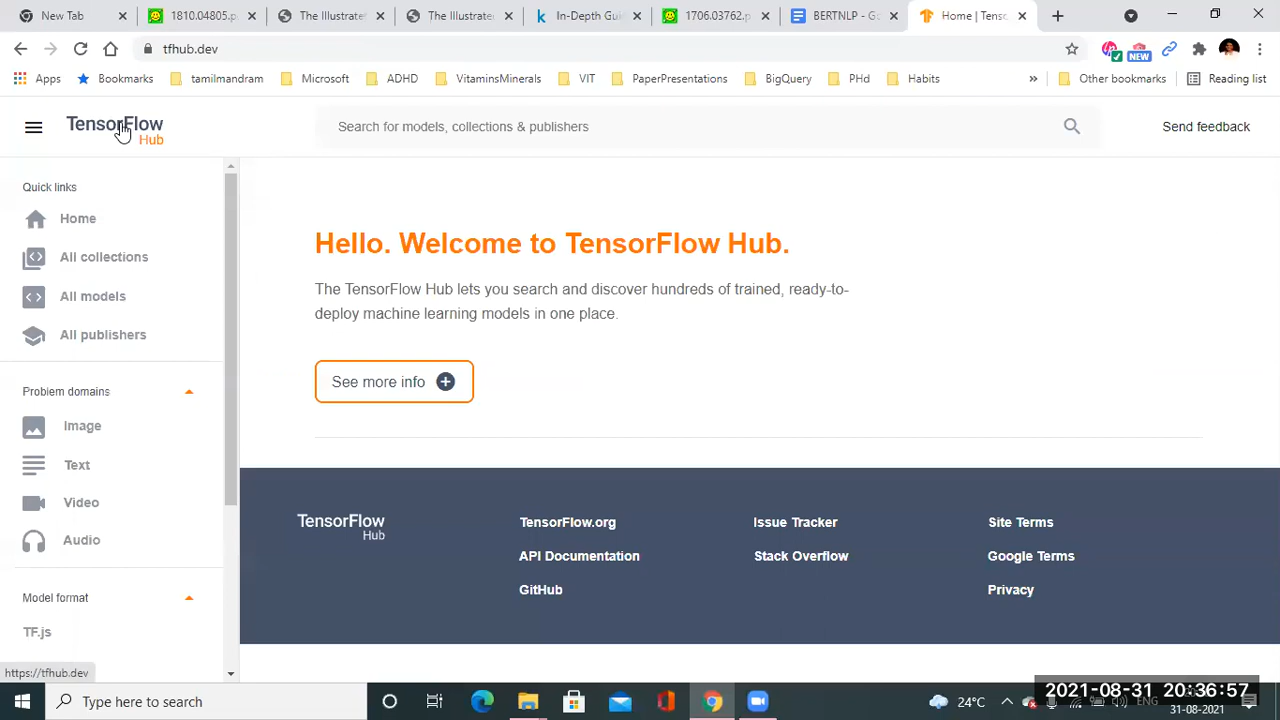 New Tab
1810.04805.p
The Illustrate
The Illustrate
In-Depth Gui
1706.03762.p
BERTNLP - Go
Home | Tenso
tfhub.dev
NEW
Apps
Bookmarks
tamilmandram
Microsoft
ADHD
VitaminsMinerals
VIT
PaperPresentations
BigQuery
PHd
Habits
»
Other bookmarks
Reading list
TensorFlow
Hub
Search for models, collections & publishers
Send feedback
Quick links
Home
All collections
All models
All publishers
Problem domains
Image
Text
Video
Audio
Model format
TF.js
Hello. Welcome to TensorFlow Hub.
The TensorFlow Hub lets you search and discover hundreds of trained, ready-to-
deploy machine learning models in one place.
See more info
TensorFlow
Hub
TensorFlow.org
API Documentation
GitHub
Issue Tracker
Stack Overflow
Site Terms
Google Terms
Privacy
https://tfhub.dev
Type here to search
24°C
ENG
2021-08-31 20:36:57
31-08-2021